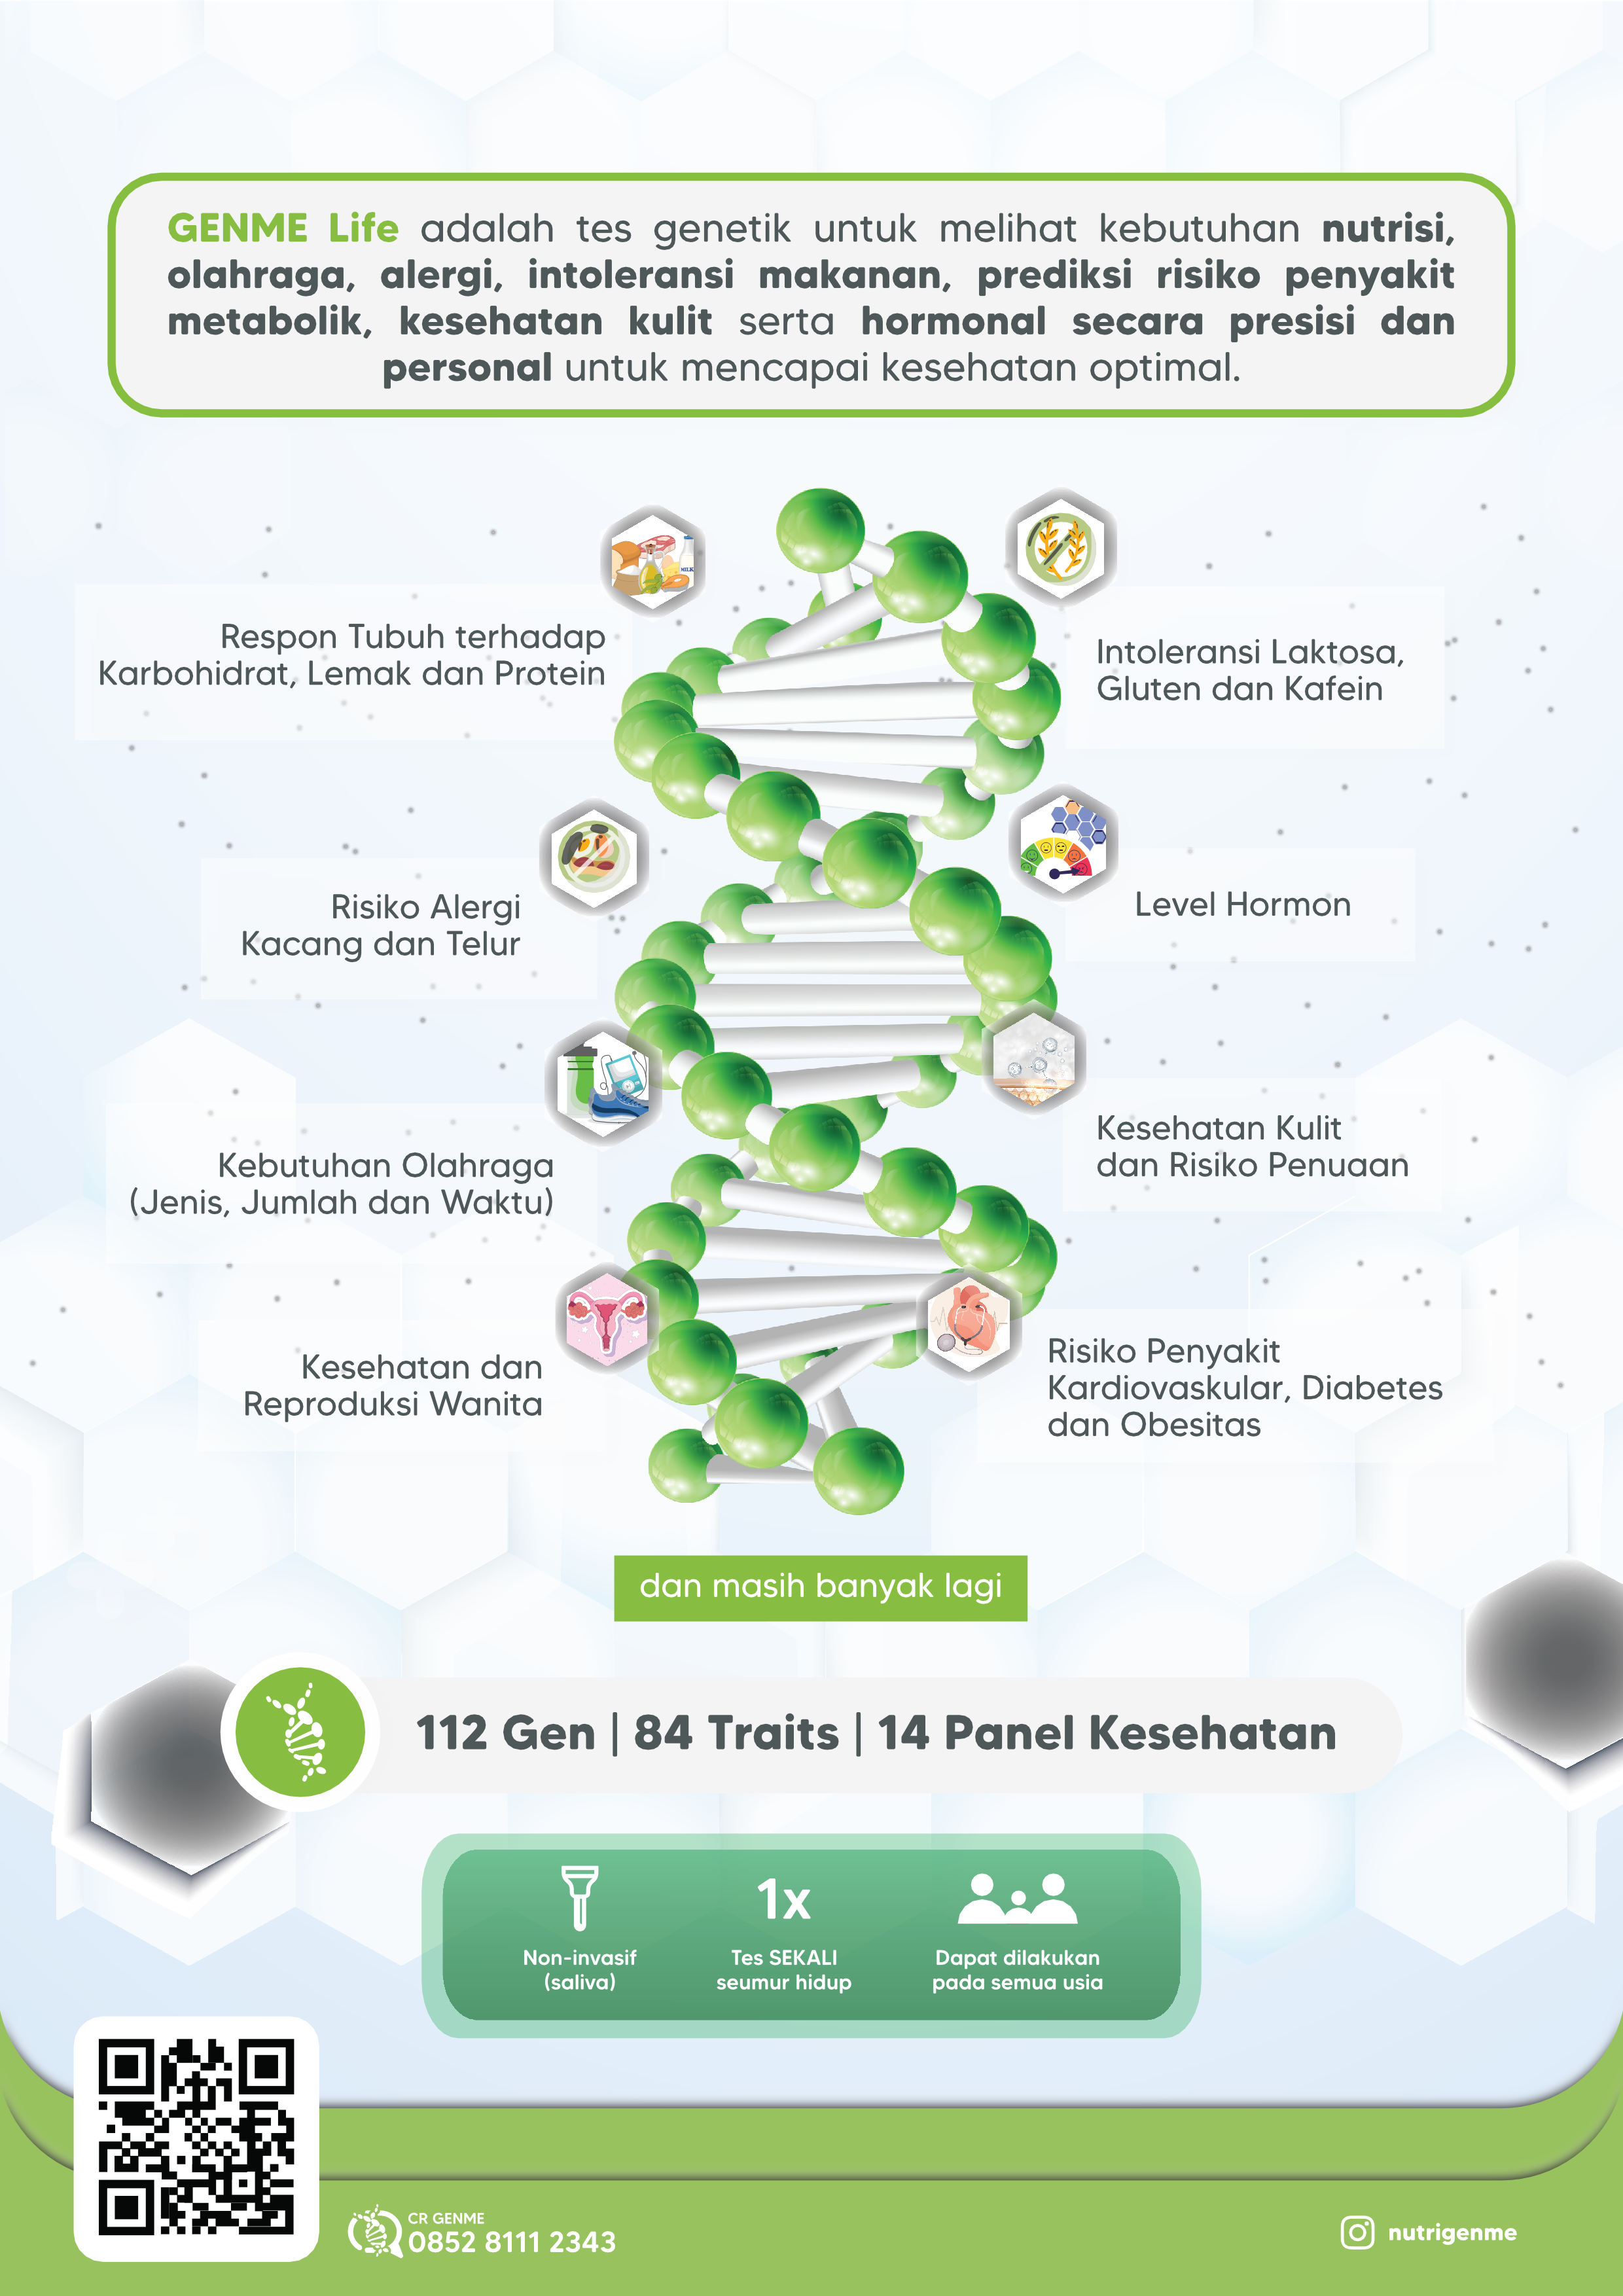 GENME Life adalah tes genetik untuk melihat kebutuhan nutrisi,
olahraga, alergi, intoleransi makanan, prediksi risiko penyakit
metabolik, kesehatan kulit serta hormonal secara presisi dan
personal untuk mencapai kesehatan optimal.
MILK
Respon Tubuh terhadap
Karbohidrat, Lemak dan Protein
Intoleransi Laktosa,
Gluten dan Kafein
Risiko Alergi
Kacang dan Telur
Level Hormon
Kebutuhan Olahraga
(Jenis, Jumlah dan Waktu)
Kesehatan Kulit
dan Risiko Penuaan
Kesehatan dan
Reproduksi Wanita
Risiko Penyakit
Kardiovaskular, Diabetes
dan Obesitas
dan masih banyak lagi
112 Gen | 84 Traits | 14 Panel Kesehatan
Non-invasif
(saliva)
1x
Tes SEKALI
seumur hidup
Dapat dilakukan
pada semua usia
CR GENME
0852 8111 2343
nutrigenme